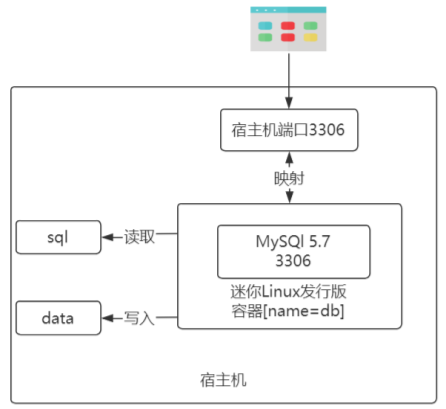 宿主机端口3306
映射
sql
读取
MySQl 5.7
3306
迷你Linux发行版
容器[name=db]
data
写入
宿主机